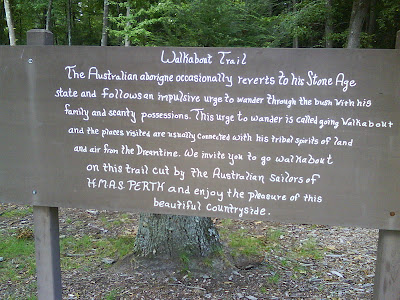 Walkabout Trail
The Australian aborigne occasionally reverts to his Stone Age
state and follows an impulsive urge to wander through the bush with his
family and scanty possessions. This urge to wander is called going Walkabout
and the places visited are usually connected with his tribal spirits of land
and air from the Dreamtime. We invite you to go walkabout
on this trail cut by the Australian Sailors of
H.M.A.S. PERTH and enjoy the pleasure of this
beautiful Countryside.